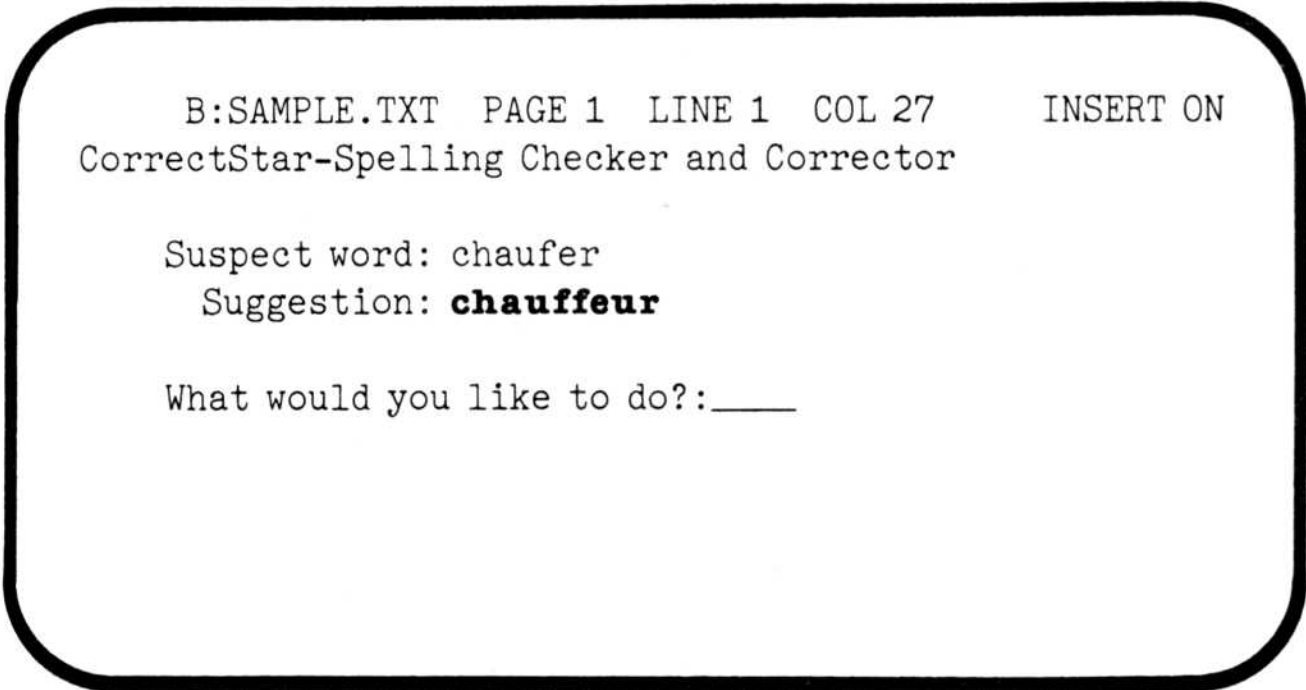 B:SAMPLE.TXT PAGE 1 LINE 1 COL 27 INSERT ON
CorrectStar-Spelling Checker and Corrector
Suspect word: chaufer
Suggestion: chauffeur
What would you like to do?:____